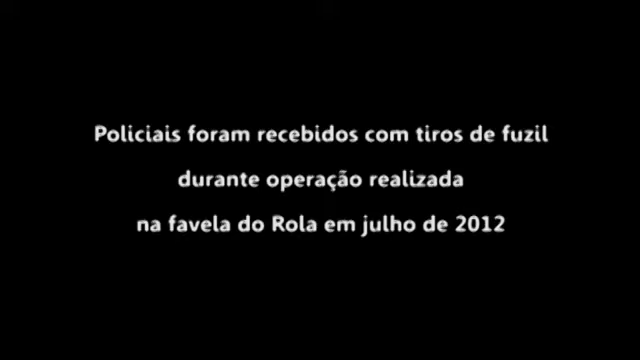 Policiais foram recebidos com tiros de fuzil
durante operação realizada
na favela do Rola em julho de 2012